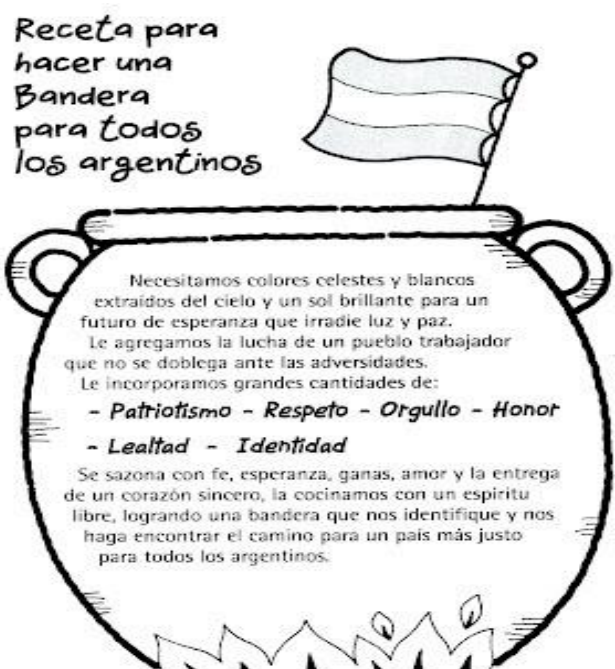 Receta para
hacer una
Bandera
para todos
los argentinos
Necesitamos colores celestes y blancos
extraídos del cielo y un sol brillante para un
futuro de esperanza que irradie luz y paz.
Le agregamos la lucha de un pueblo trabajador
que no se doblega ante las adversidades.
Le incorporamos grandes cantidades de:
- Patriotismo - Respeto - Orgullo - Honor
- Lealtad - Identidad
Se sazona con fe, esperanza, ganas, amor y la entrega
de un corazón sincero, la cocinamos con un espíritu
libre, logrando una bandera que nos identifique y nos
haga encontrar el camino para un país más justo
para todos los argentinos.